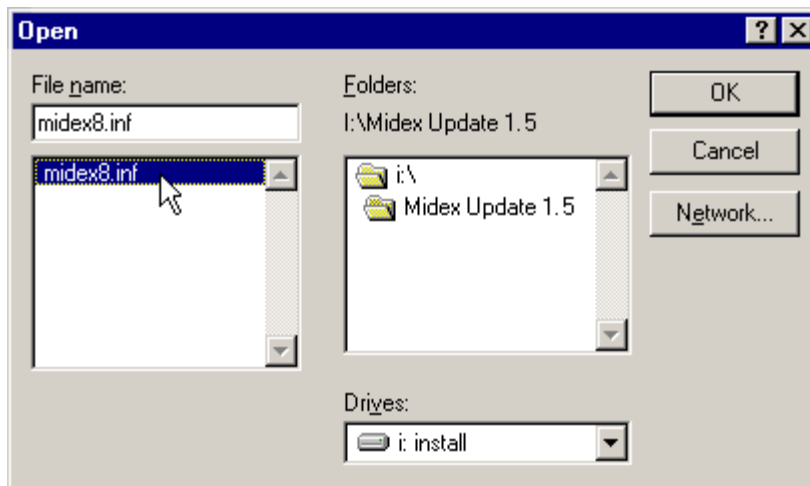 Open
File name:
midex8.inf
midex8.inf
Folders:
I:\Midex Update 1.5
i:\
Midex Update 1.5
Drives:
i: install
OK
Cancel
Network...